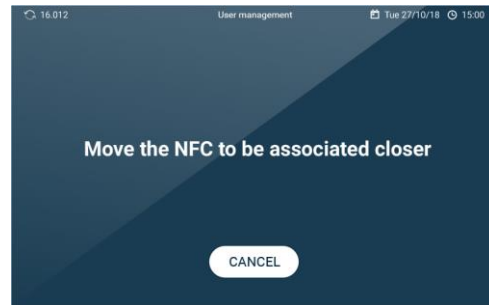 16.012 User management Tue 27/10/18 15:00
Move the NFC to be associated closer
CANCEL